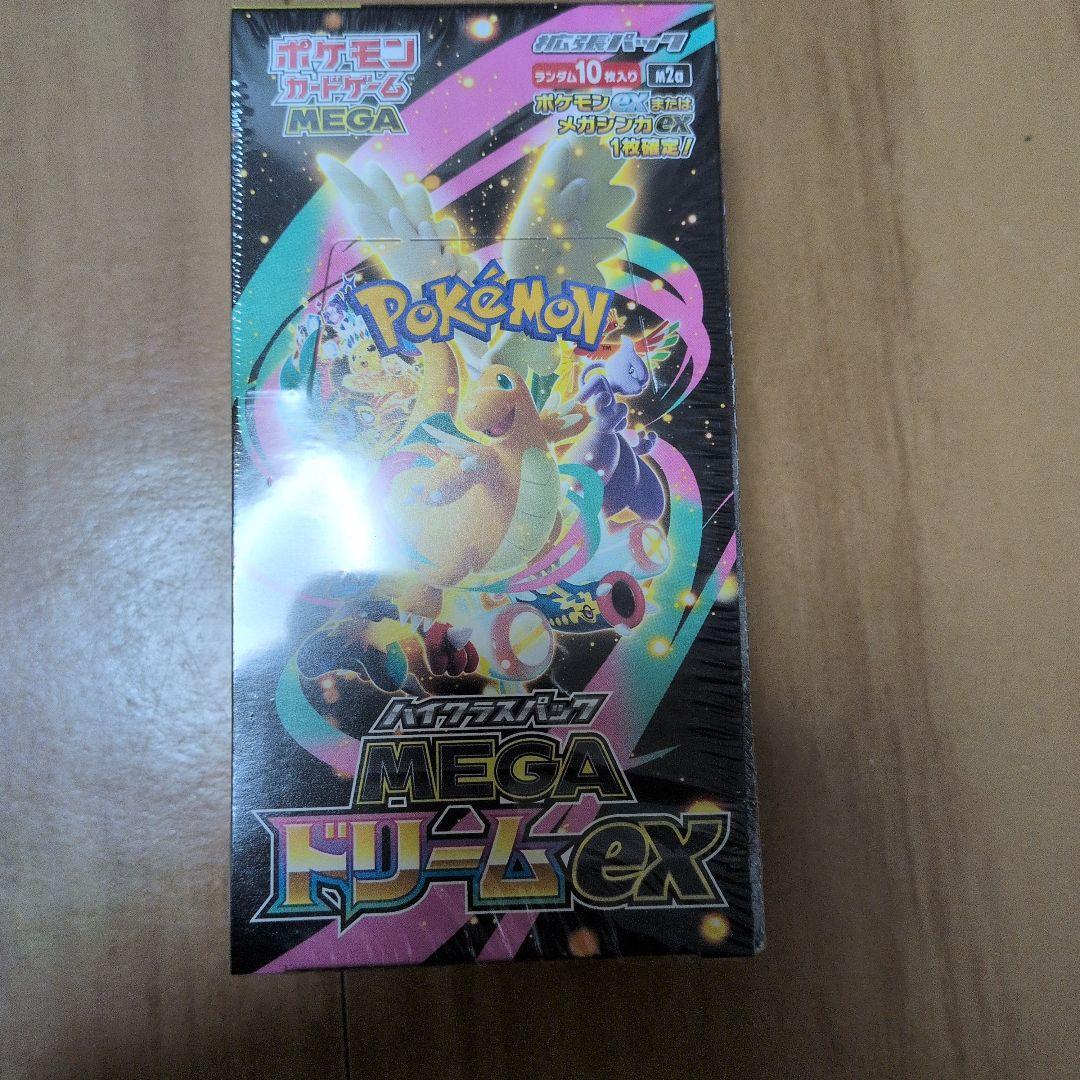 ポケモン
カードゲーム
MEGA
拡張パック
ランダム10枚入り M2a
ポケモンexまたは
メガシンカex
1枚確定!
POKÉMON
TM
ハイクラスパック
MEGA
ドリームex